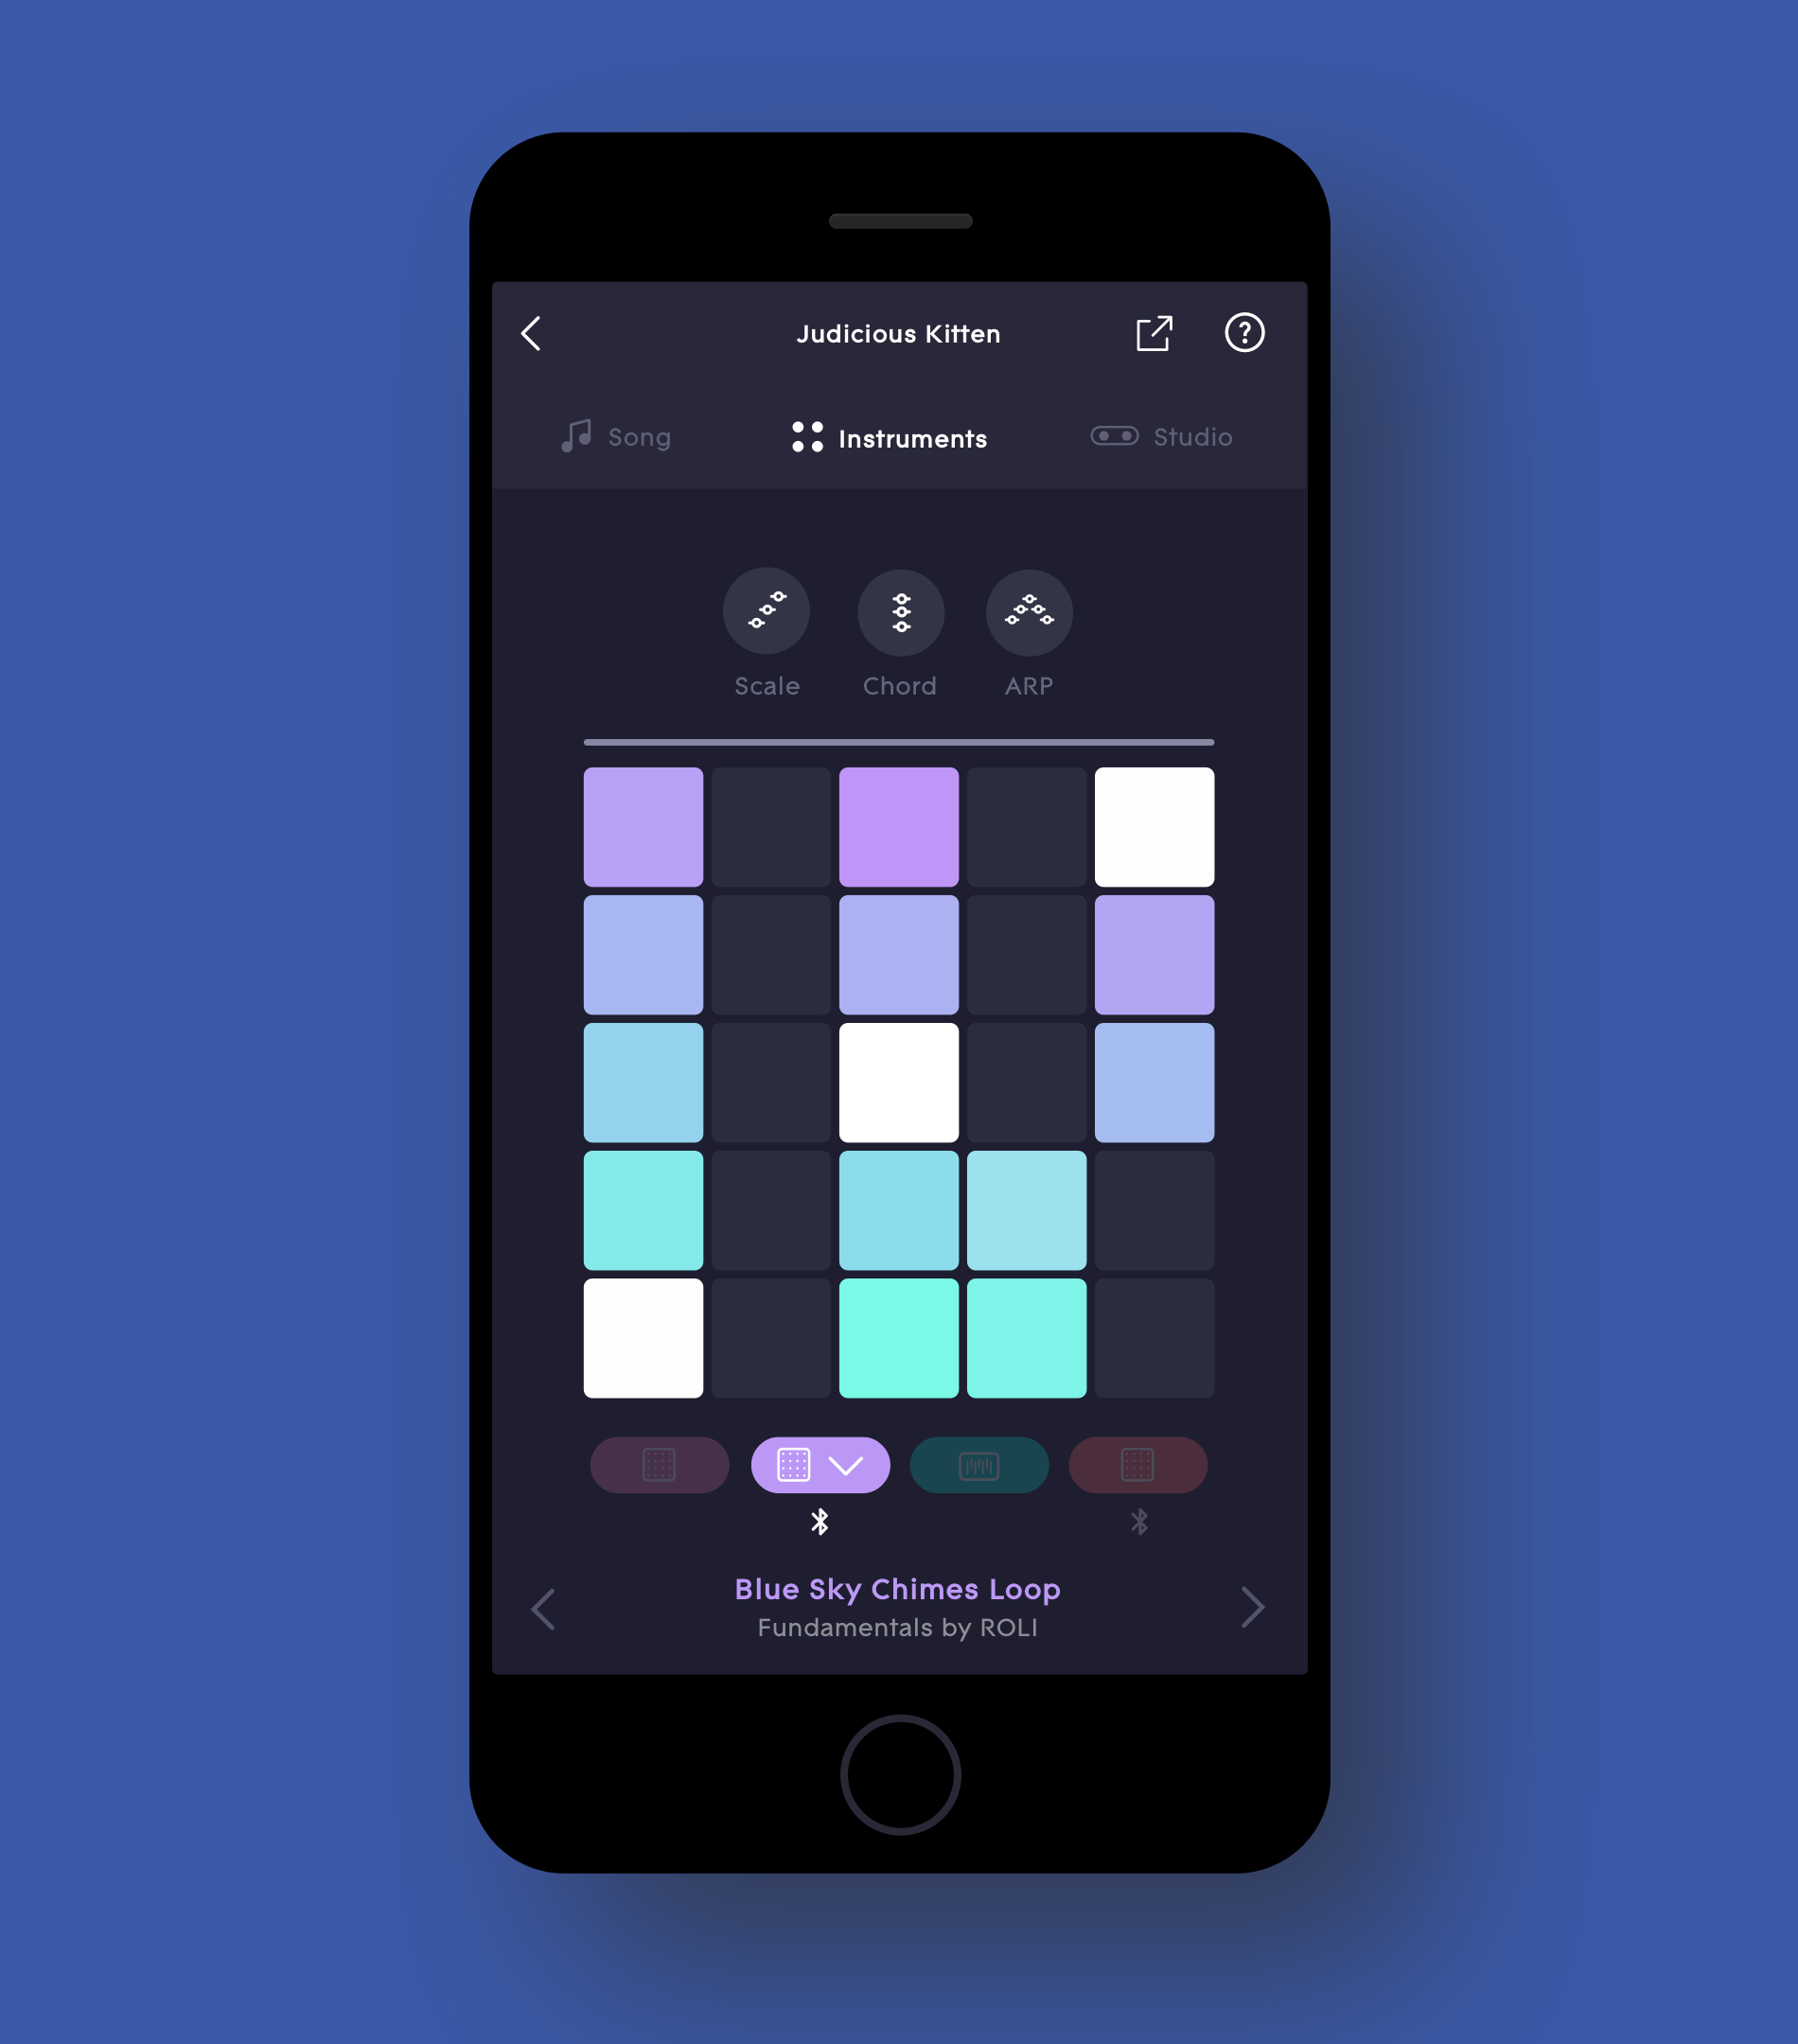 Judicious Kitten
Song
Instruments
Studio
Scale
Chord
ARP
Blue Sky Chimes Loop
Fundamentals by ROLI